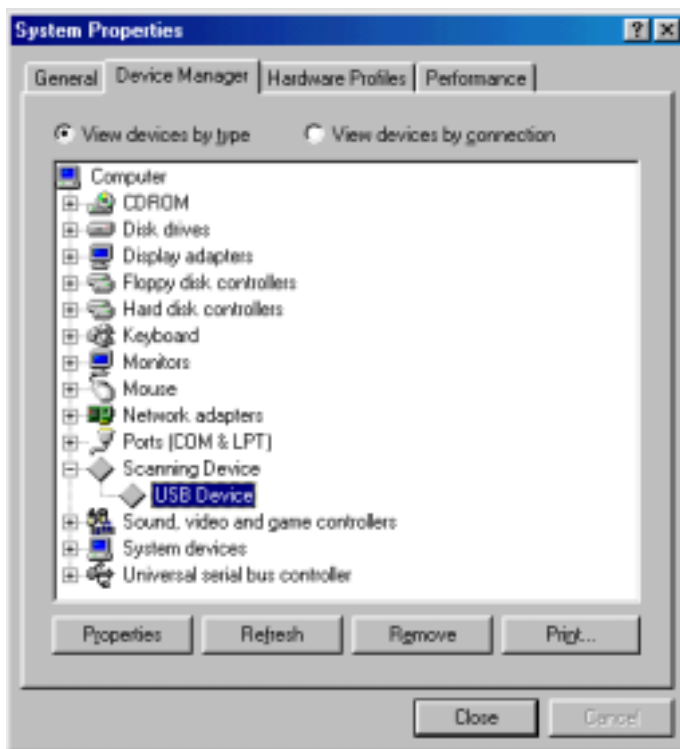 System Properties
General Device Manager Hardware Profiles Performance
View devices by type View devices by connection
Computer
CDROM
Disk drives
Display adapters
Floppy disk controllers
Hard disk controllers
Keyboard
Monitors
Mouse
Network adapters
Ports (COM & LPT)
Scanning Device
USB Device
Sound, video and game controllers
System devices
Universal serial bus controller
Properties Refresh Remove Print...
Close Cancel